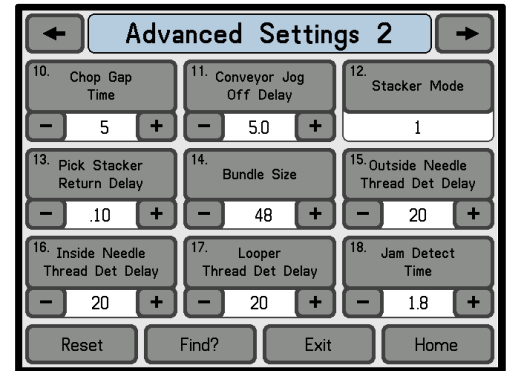 Advanced Settings 2
10. Chop Gap
Time
- 5 +
11. Conveyor Jog
Off Delay
- 5.0 +
12. Stacker Mode
1
13. Pick Stacker
Return Delay
- .10 +
14. Bundle Size
- 48 +
15. Outside Needle
Thread Det Delay
- 20 +
16. Inside Needle
Thread Det Delay
- 20 +
17. Looper
Thread Det Delay
- 20 +
18. Jam Detect
Time
- 1.8 +
Reset
Find?
Exit
Home